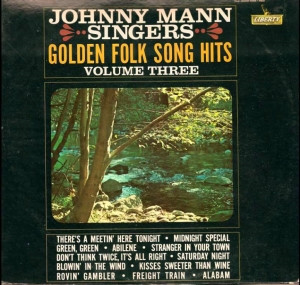 JOHNNY MANN
SINGERS
GOLDEN FOLK SONG HITS
VOLUME THREE
LIBERTY
THERE'S A MEETIN' HERE TONIGHT • MIDNIGHT SPECIAL
GREEN, GREEN • ABILENE • STRANGER IN YOUR TOWN
DON'T THINK TWICE, IT'S ALL RIGHT • SATURDAY NIGHT
BLOWIN' IN THE WIND • KISSES SWEETER THAN WINE
ROVIN' GAMBLER • FREIGHT TRAIN • ALABAM